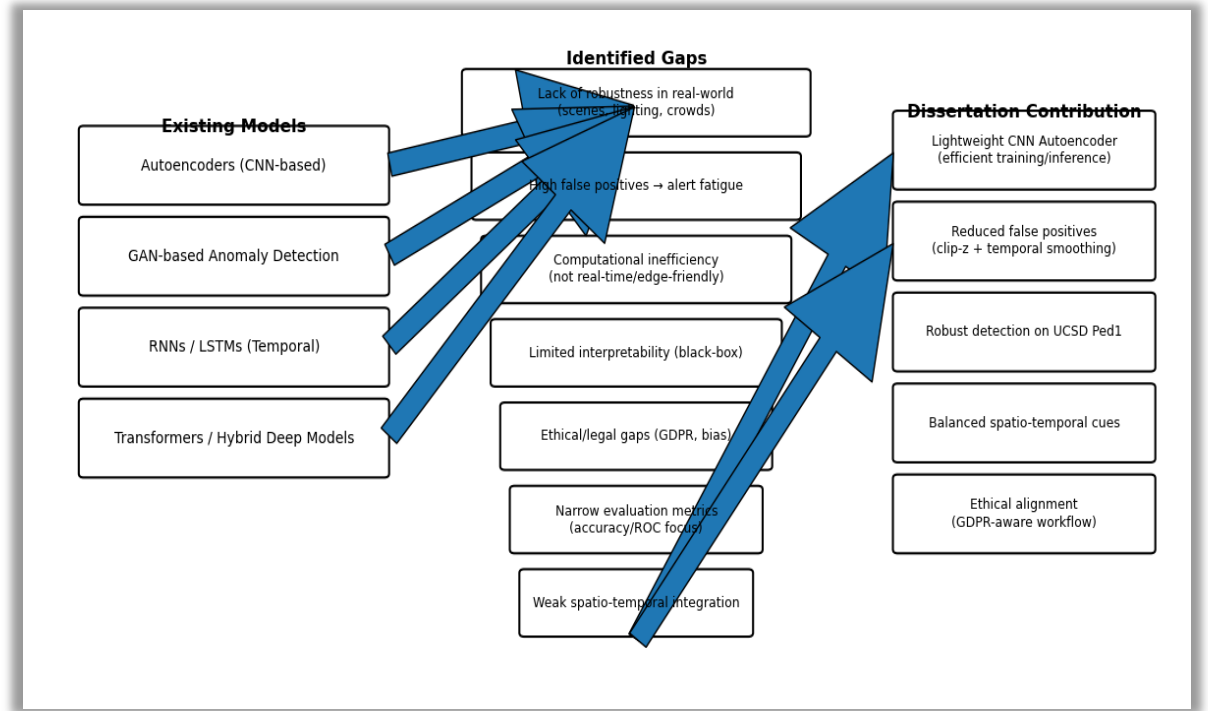 Existing Models
Autoencoders (CNN-based)
GAN-based Anomaly Detection
RNNs / LSTMs (Temporal)
Transformers / Hybrid Deep Models
Identified Gaps
Lack of robustness in real-world
(scenes, lighting, crowds)
High false positives → alert fatigue
Computational inefficiency
(not real-time/edge-friendly)
Limited interpretability (black-box)
Ethical/legal gaps (GDPR, bias)
Narrow evaluation metrics
(accuracy/ROC focus)
Weak spatio-temporal integration
Dissertation Contribution
Lightweight CNN Autoencoder
(efficient training/inference)
Reduced false positives
(clip-z + temporal smoothing)
Robust detection on UCSD Ped1
Balanced spatio-temporal cues
Ethical alignment
(GDPR-aware workflow)